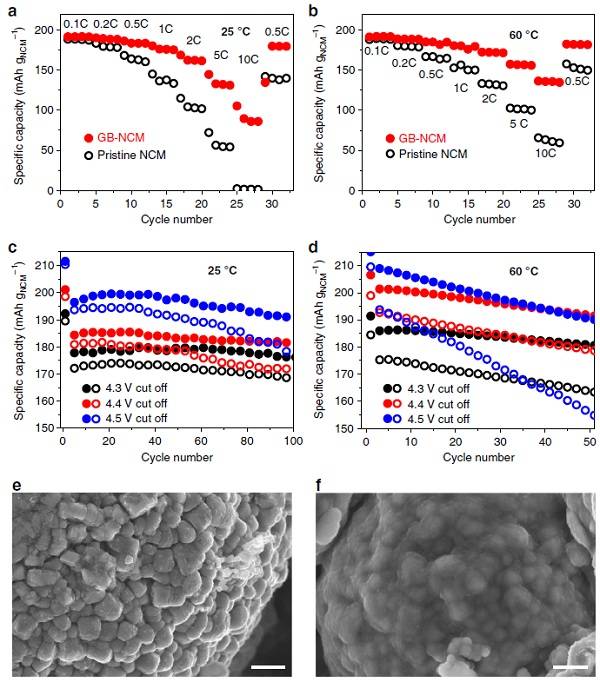 a
200
150
100
50
0
0 5 10 15 20 25 30
0.1C 0.2C 0.5C
1C
25 °C
0.5C
2C
5C
10C
GB-NCM
Pristine NCM
Specific capacity (mAh gNCM−1)
Cycle number
b
200
150
100
50
0
0 5 10 15 20 25 30
60 °C
0.1C
0.2C
0.5C
1C
2C
5 C
10C
0.5C
GB-NCM
Pristine NCM
Specific capacity (mAh gNCM−1)
Cycle number
c
25 °C
210
200
190
180
170
160
150
0 20 40 60 80 100
4.3 V cut off
4.4 V cut off
4.5 V cut off
Specific capacity (mAh gNCM−1)
Cycle number
d
60 °C
210
200
190
180
170
160
150
0 10 20 30 40 50
4.3 V cut off
4.4 V cut off
4.5 V cut off
Specific capacity (mAh gNCM−1)
Cycle number
e
f